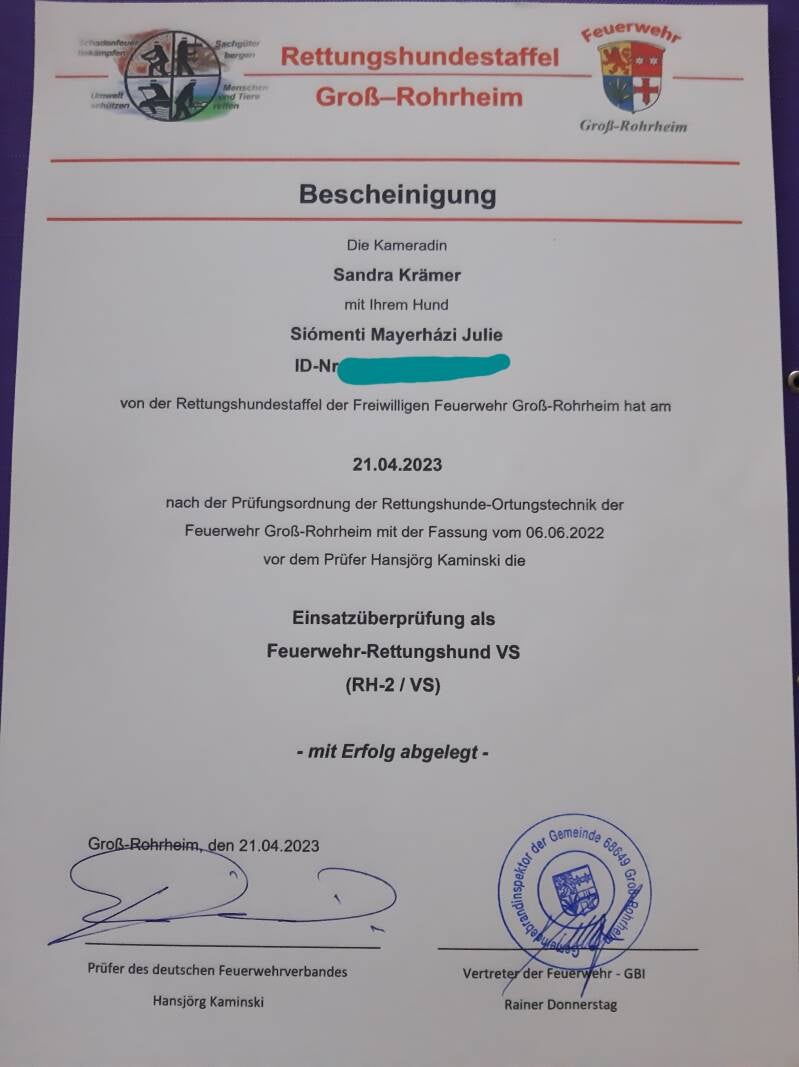 Schadenfeuer
bekämpfen
Sachgüter
bergen
Umwelt
schützen
Menschen
und Tiere
retten
Rettungshundestaffel
Groß–Rohrheim
Feuerwehr
Groß-Rohrheim
Bescheinigung
Die Kameradin
Sandra Krämer
mit Ihrem Hund
Siómenti Mayerházi Julie
ID-Nr
von der Rettungshundestaffel der Freiwilligen Feuerwehr Groß-Rohrheim hat am
21.04.2023
nach der Prüfungsordnung der Rettungshunde-Ortungstechnik der
Feuerwehr Groß-Rohrheim mit der Fassung vom 06.06.2022
vor dem Prüfer Hansjörg Kaminski die
Einsatzüberprüfung als
Feuerwehr-Rettungshund VS
(RH-2 / VS)
- mit Erfolg abgelegt -
Groß-Rohrheim, den 21.04.2023
Gemeindebrandinspektor der Gemeinde 68649 Groß-Rohrheim
Prüfer des deutschen Feuerwehrverbandes
Hansjörg Kaminski
Vertreter der Feuerwehr - GBI
Rainer Donnerstag